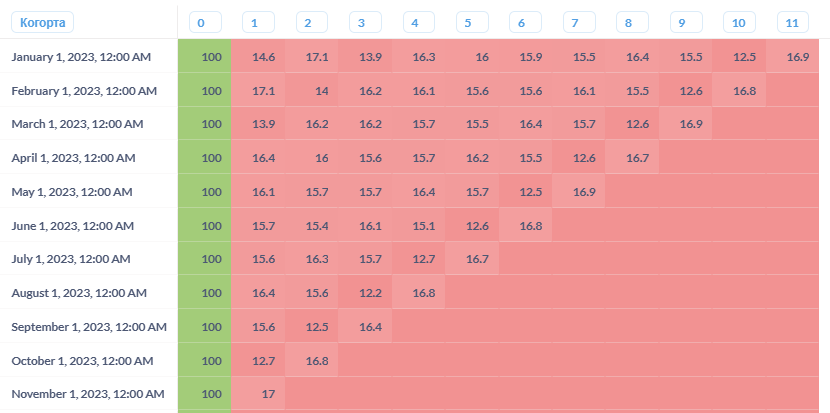 Когорта 0 1 2 3 4 5 6 7 8 9 10 11
January 1, 2023, 12:00 AM 100 14.6 17.1 13.9 16.3 16 15.9 15.5 16.4 15.5 12.5 16.9
February 1, 2023, 12:00 AM 100 17.1 14 16.2 16.1 15.6 15.6 16.1 15.5 12.6 16.8
March 1, 2023, 12:00 AM 100 13.9 16.2 16.2 15.7 15.5 16.4 15.7 12.6 16.9
April 1, 2023, 12:00 AM 100 16.4 16 15.6 15.7 16.2 15.5 12.6 16.7
May 1, 2023, 12:00 AM 100 16.1 15.7 15.7 16.4 15.7 12.5 16.9
June 1, 2023, 12:00 AM 100 15.7 15.4 16.1 15.1 12.6 16.8
July 1, 2023, 12:00 AM 100 15.6 16.3 15.7 12.7 16.7
August 1, 2023, 12:00 AM 100 16.4 15.6 12.2 16.8
September 1, 2023, 12:00 AM 100 15.6 12.5 16.4
October 1, 2023, 12:00 AM 100 12.7 16.8
November 1, 2023, 12:00 AM 100 17